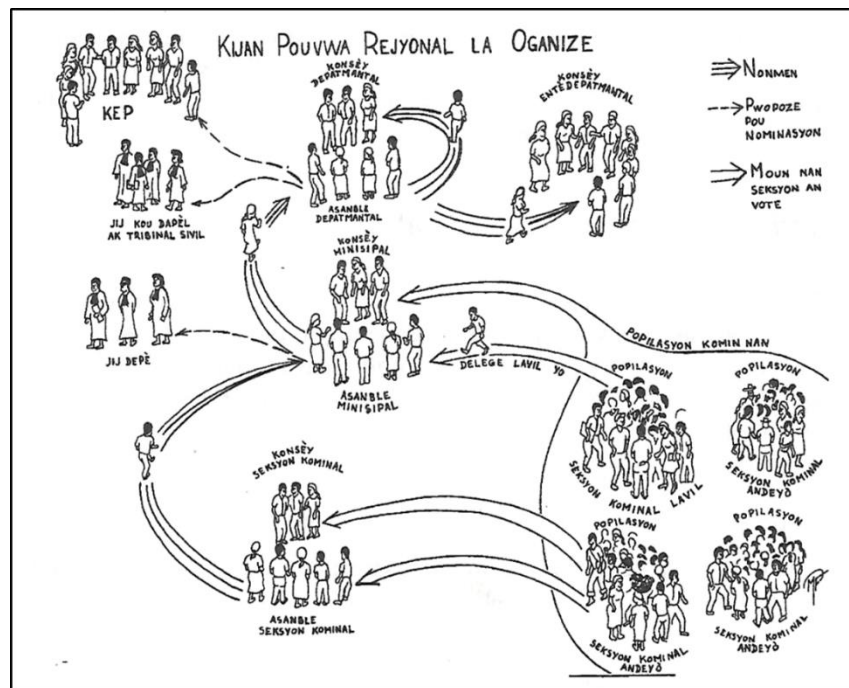 KIJAN POUVWA REJYONAL LA OGANIZE
NONMEN
PWOPOZE
POU
NOMINASYON
MOUN NAN
SEKSYON AN
VOTE
KEP
KONSÈY
DEPATMANTAL
KONSÈY
ENTÈDEPATMANTAL
JIJ KOU DAPÈL
AK TRIBINAL SIVIL
ASANBLE
DEPATMANTAL
KONSÈY
MINISIPAL
JIJ DEPÈ
ASANBLE
MINISIPAL
DELEGE LAVIL YO
POPILASYON KOMIN NAN
POPILASYON
SEKSYON KOMINAL LAVIL
POPILASYON
SEKSYON KOMINAL
ANDEYÒ
KONSÈY
SEKSYON KOMINAL
ASANBLE
SEKSYON KOMINAL
POPILASYON
SEKSYON KOMINAL
ANDEYÒ
POPILASYON
SEKSYON KOMINAL
ANDEYÒ